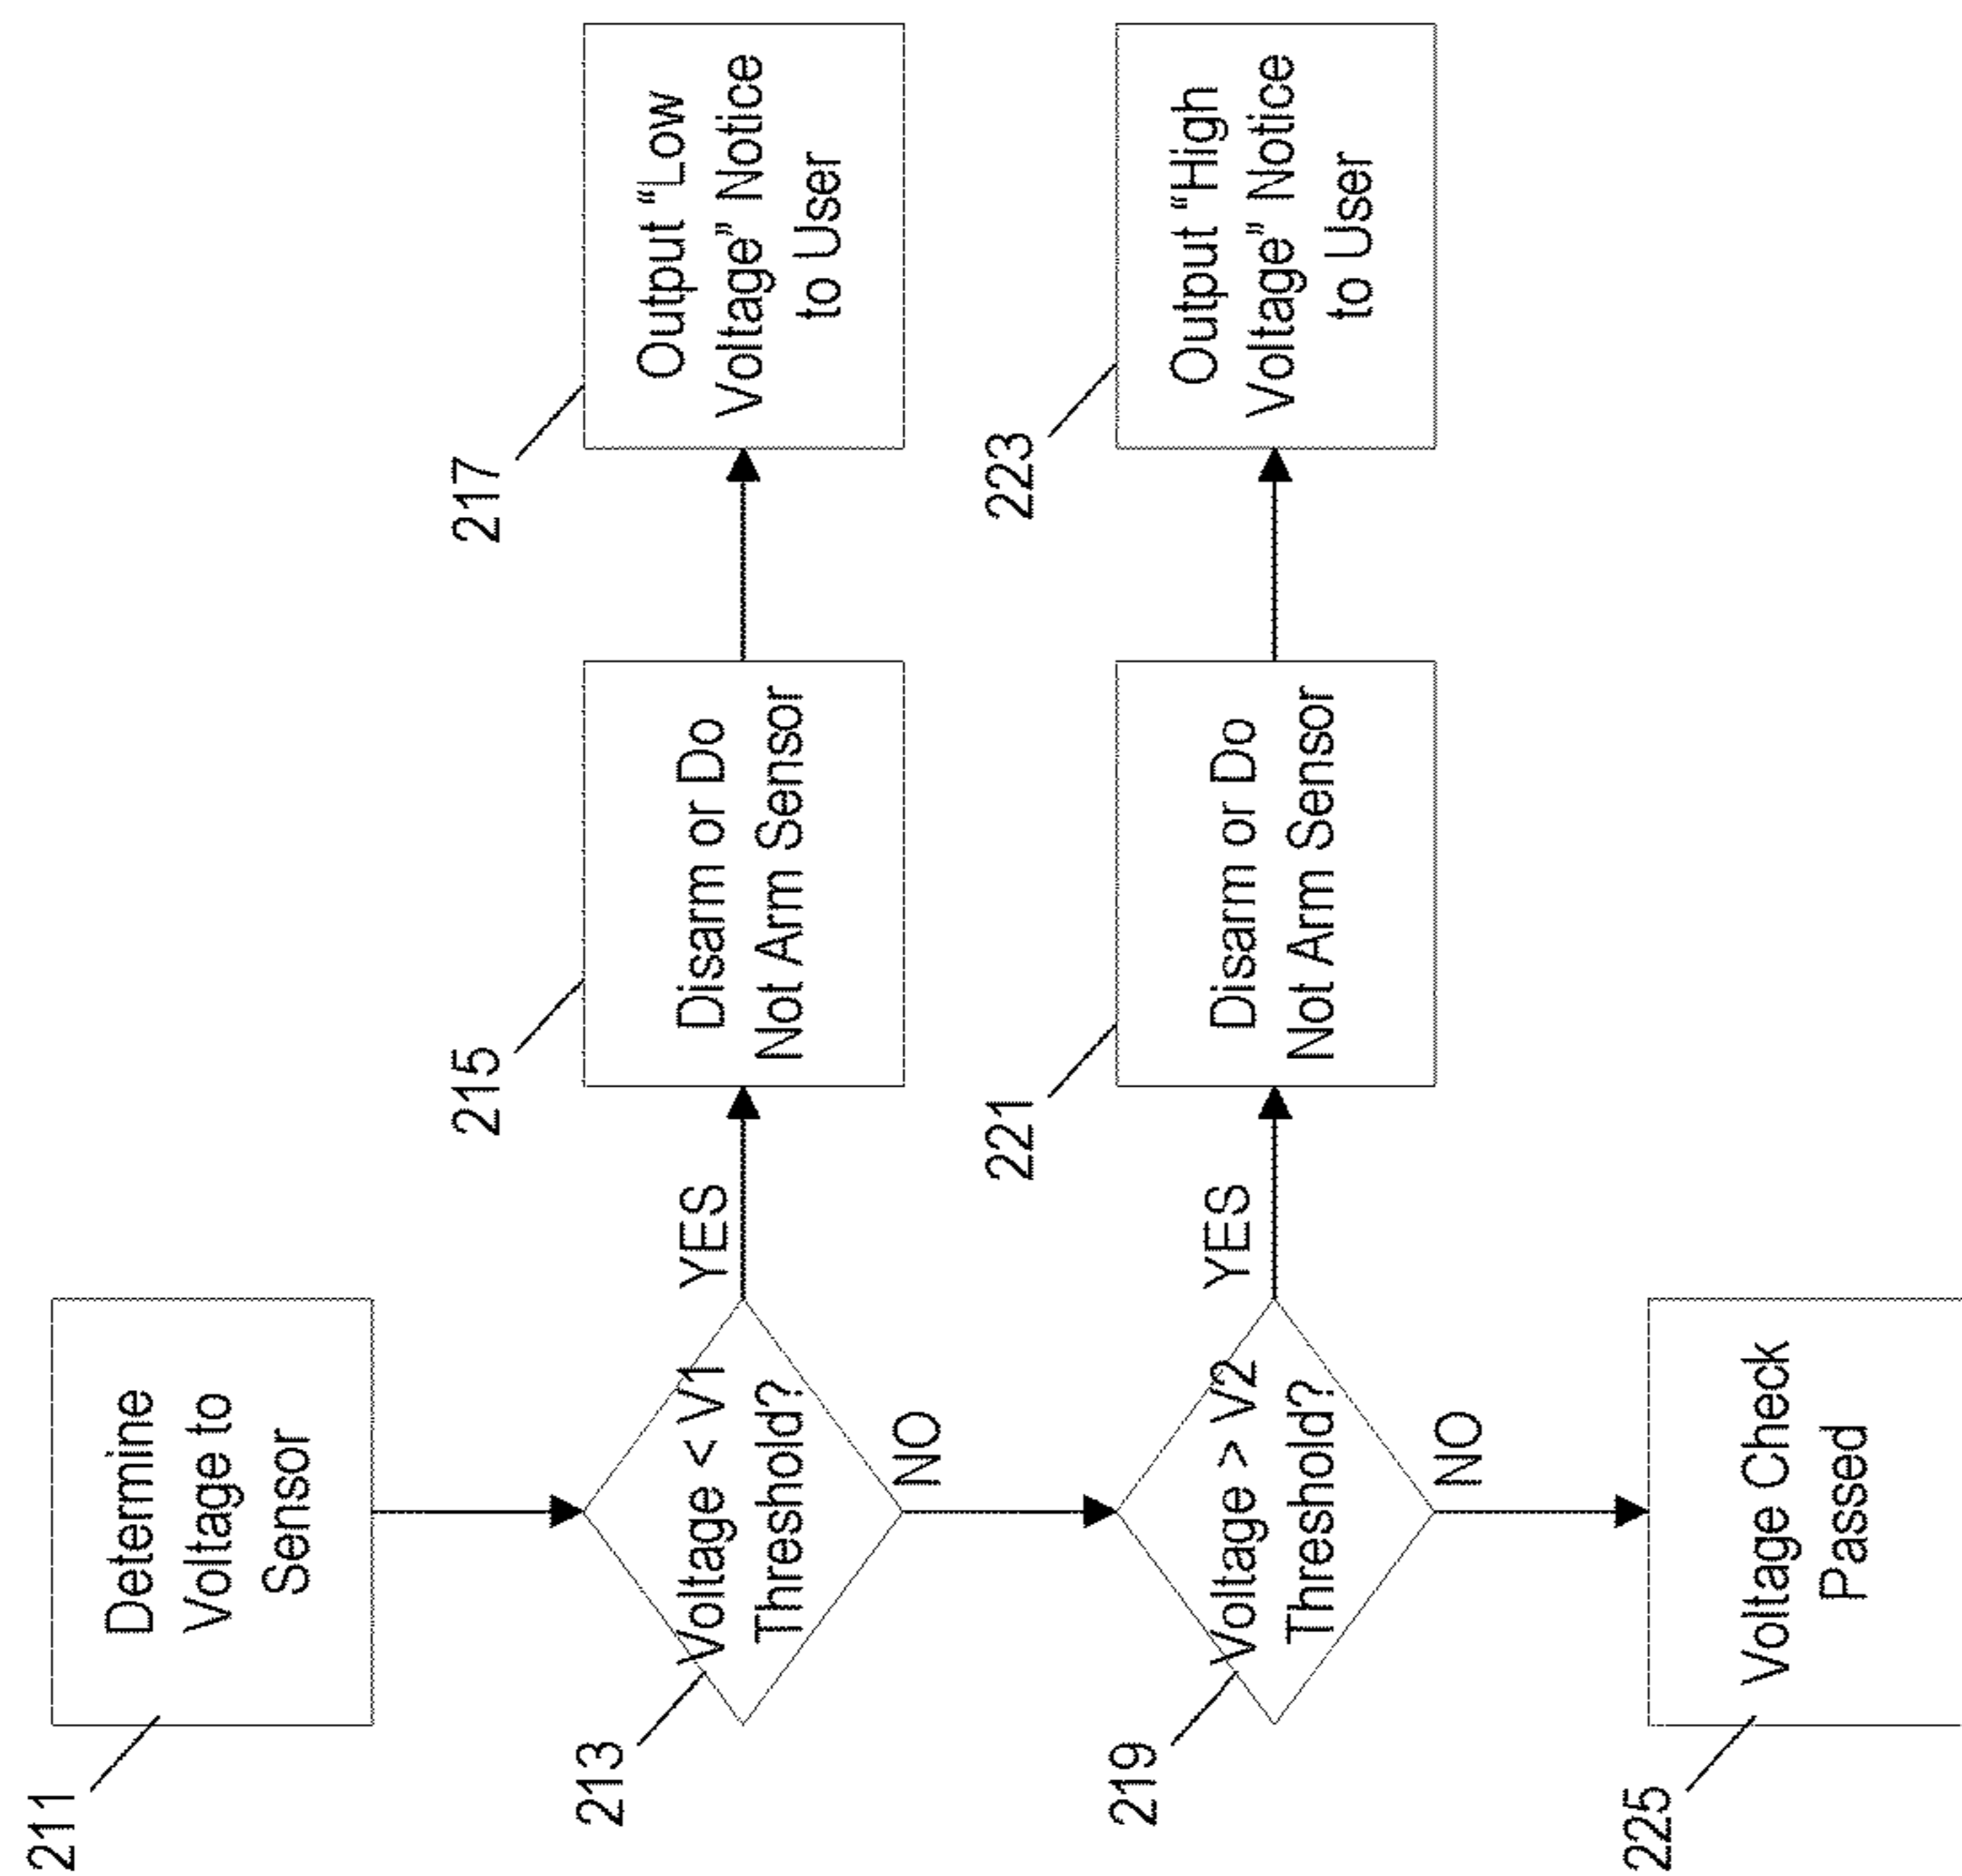 211
Determine
Voltage to
Sensor
213
Voltage < V1
Threshold?
YES
NO
215
Disarm or Do
Not Arm Sensor
217
Output “Low
Voltage” Notice
to User
219
Voltage > V2
Threshold?
YES
NO
221
Disarm or Do
Not Arm Sensor
223
Output “High
Voltage” Notice
to User
225
Voltage Check
Passed